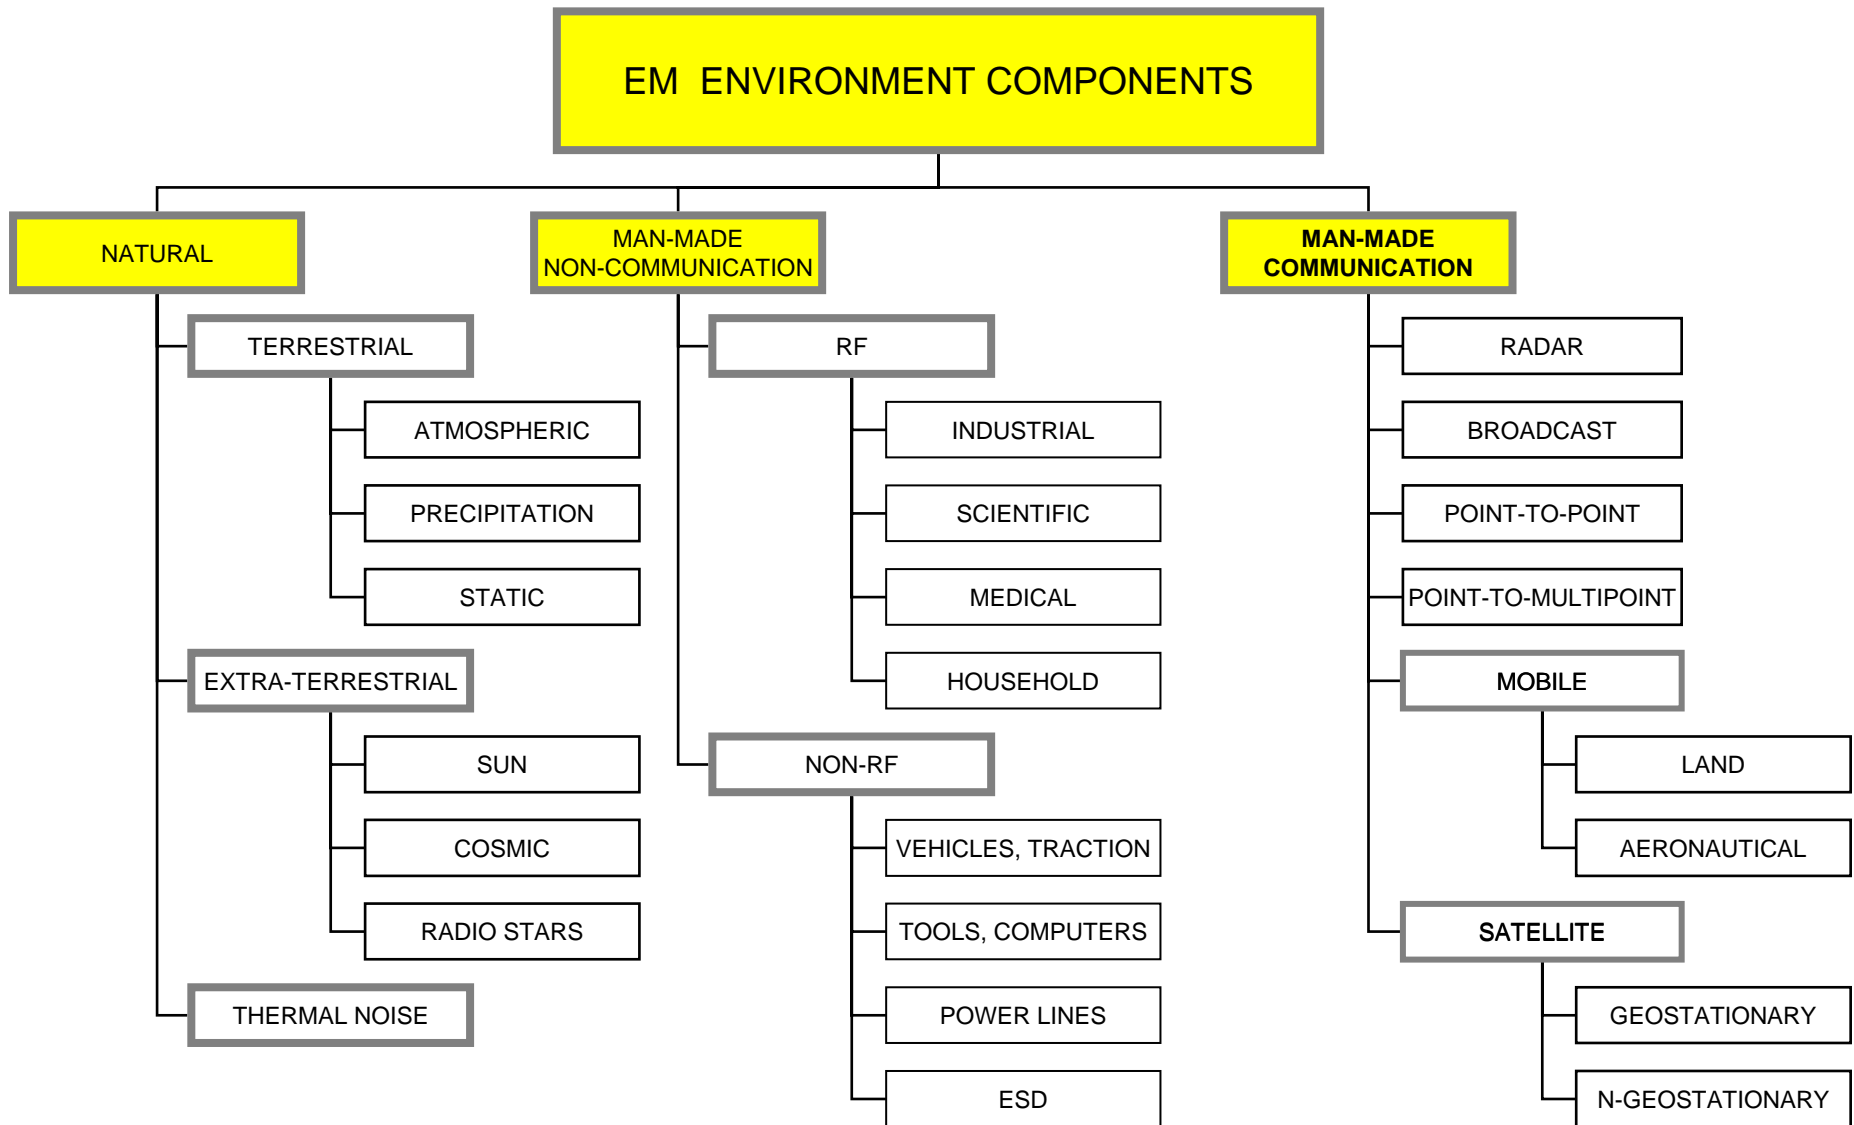 EM ENVIRONMENT COMPONENTS
NATURAL
MAN-MADE
NON-COMMUNICATION
MAN-MADE
COMMUNICATION
TERRESTRIAL
ATMOSPHERIC
PRECIPITATION
STATIC
EXTRA-TERRESTRIAL
SUN
COSMIC
RADIO STARS
THERMAL NOISE
RF
INDUSTRIAL
SCIENTIFIC
MEDICAL
HOUSEHOLD
NON-RF
VEHICLES, TRACTION
TOOLS, COMPUTERS
POWER LINES
ESD
RADAR
BROADCAST
POINT-TO-POINT
POINT-TO-MULTIPOINT
MOBILE
LAND
AERONAUTICAL
SATELLITE
GEOSTATIONARY
N-GEOSTATIONARY